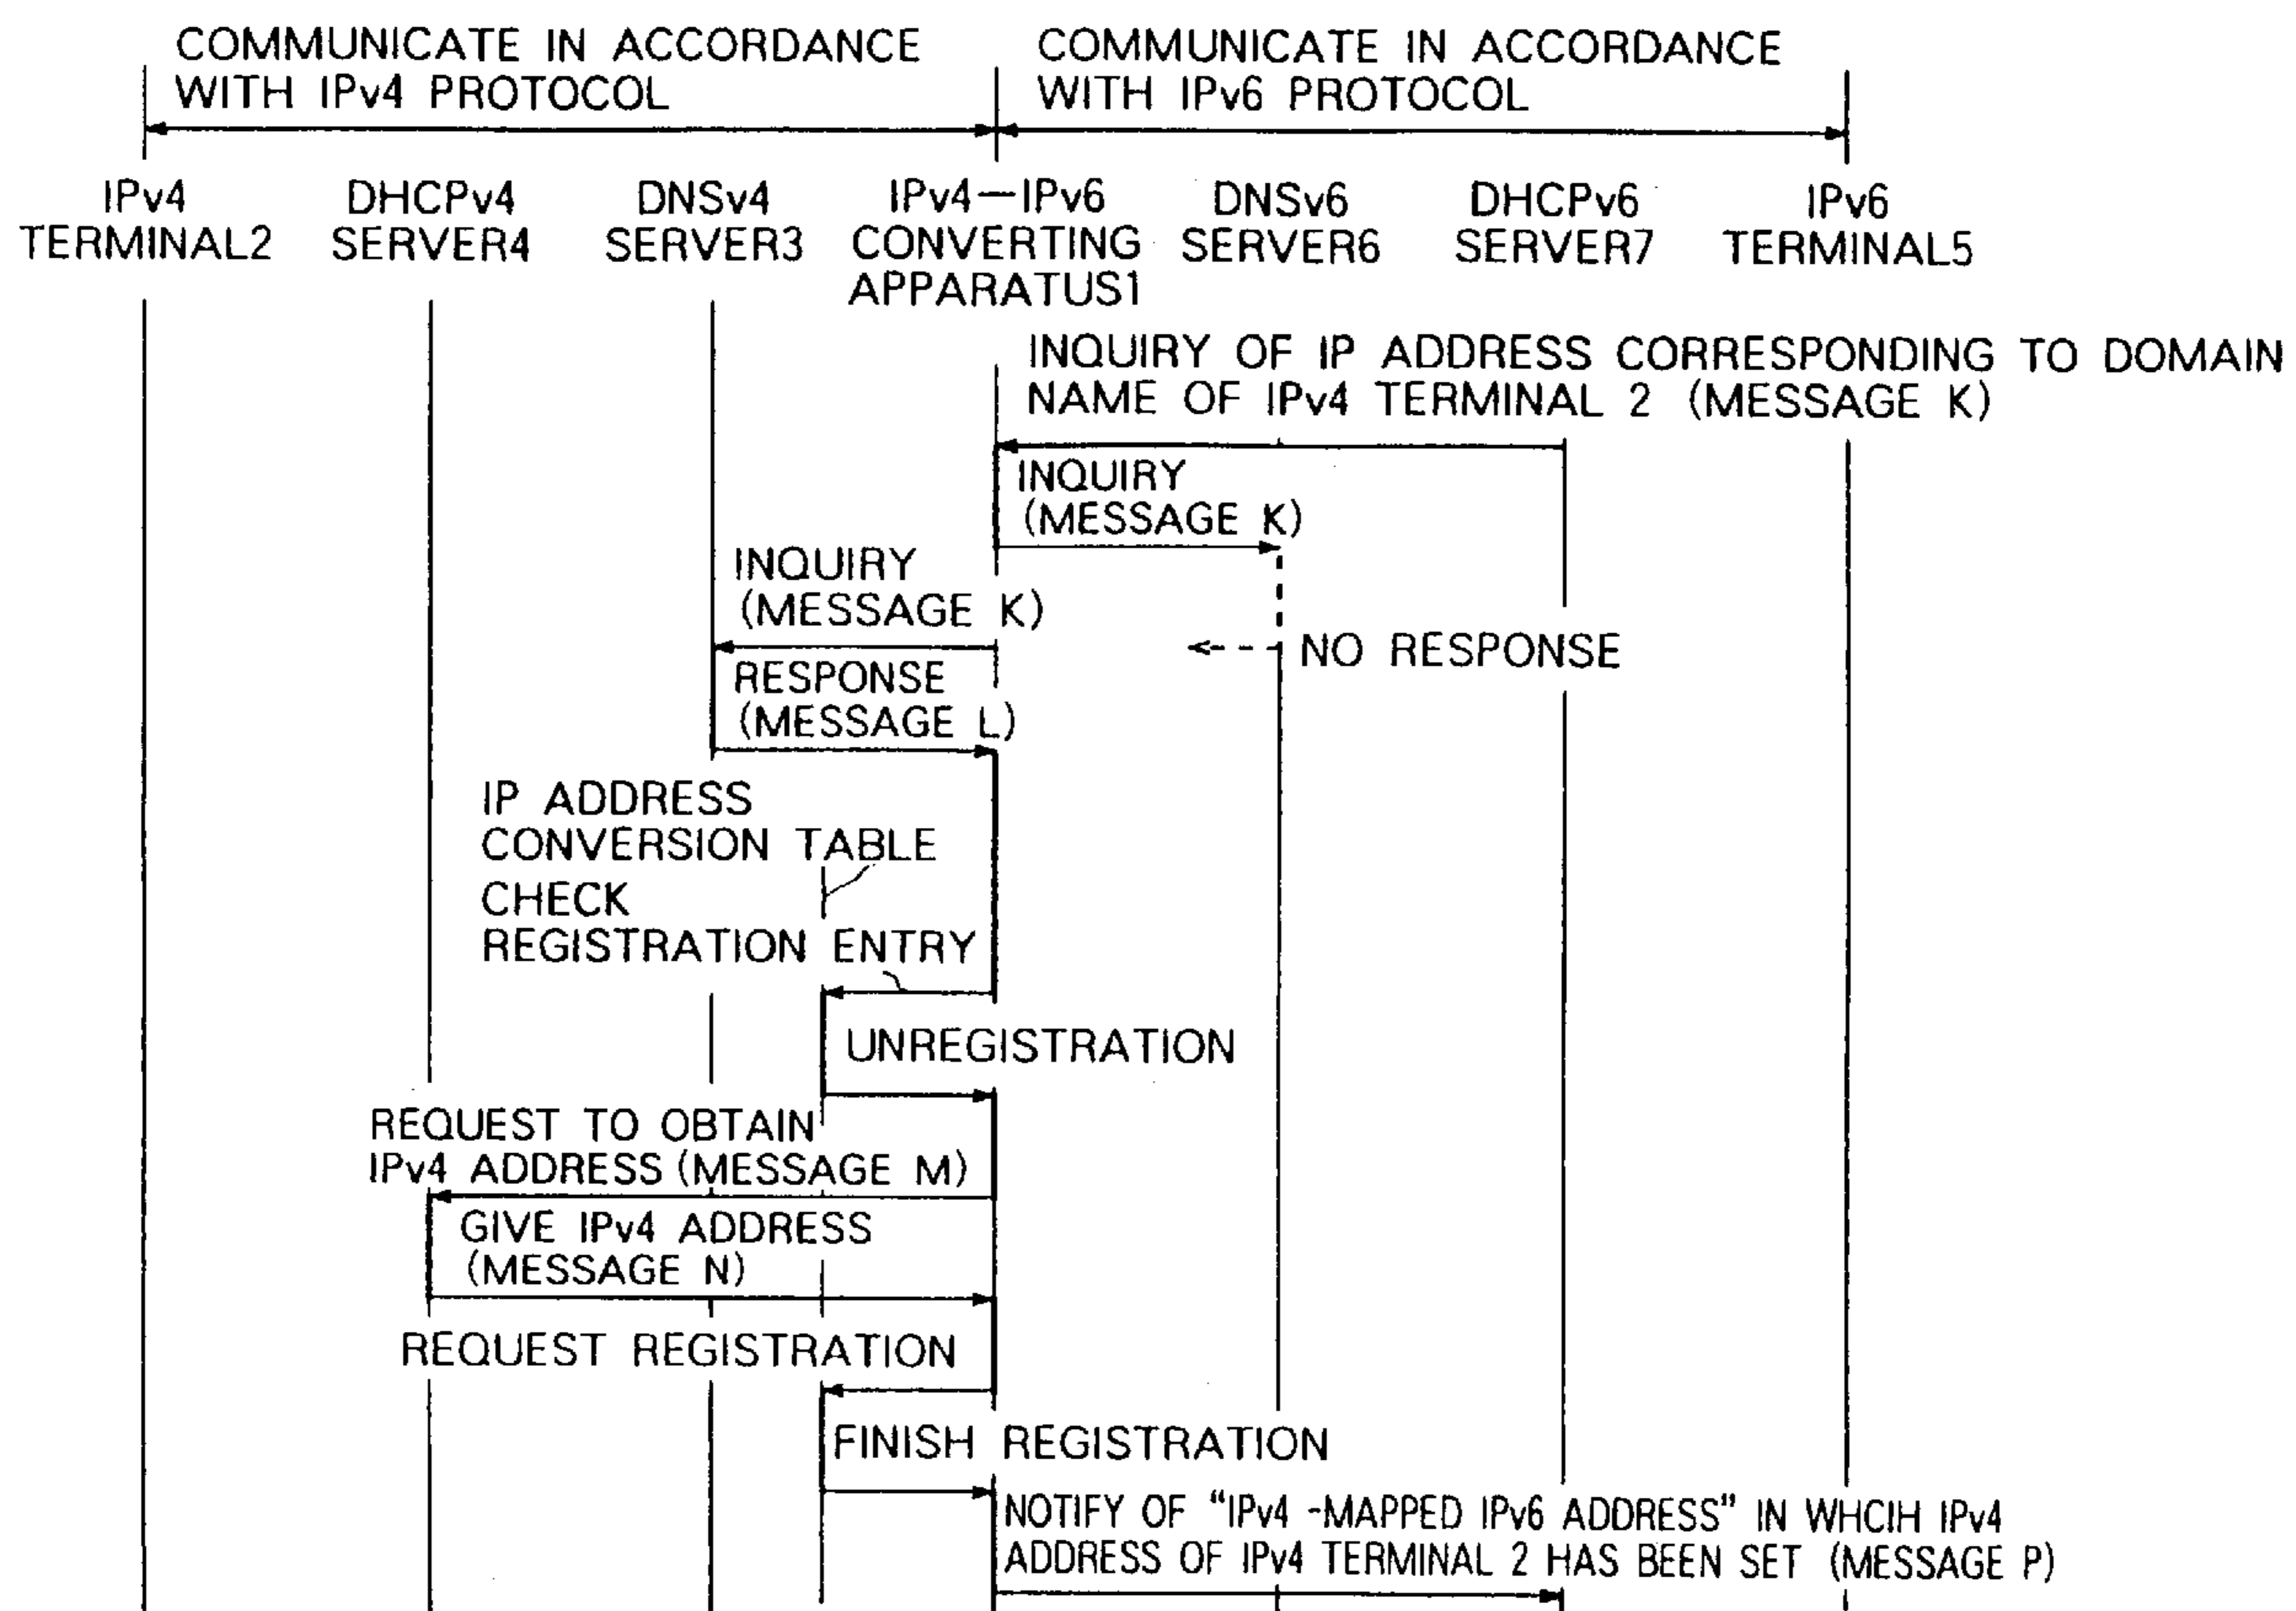 COMMUNICATE IN ACCORDANCE
WITH IPv4 PROTOCOL
COMMUNICATE IN ACCORDANCE
WITH IPv6 PROTOCOL
IPv4
TERMINAL2
DHCPv4
SERVER4
DNSv4
SERVER3
IPv4—IPv6
CONVERTING
APPARATUS1
DNSv6
SERVER6
DHCPv6
SERVER7
IPv6
TERMINAL5
INQUIRY OF IP ADDRESS CORRESPONDING TO DOMAIN
NAME OF IPv4 TERMINAL 2 (MESSAGE K)
INQUIRY
(MESSAGE K)
INQUIRY
(MESSAGE K)
NO RESPONSE
RESPONSE
(MESSAGE L)
IP ADDRESS
CONVERSION TABLE
CHECK
REGISTRATION ENTRY
UNREGISTRATION
REQUEST TO OBTAIN
IPv4 ADDRESS (MESSAGE M)
GIVE IPv4 ADDRESS
(MESSAGE N)
REQUEST REGISTRATION
FINISH REGISTRATION
NOTIFY OF “IPv4 -MAPPED IPv6 ADDRESS” IN WHCIH IPv4
ADDRESS OF IPv4 TERMINAL 2 HAS BEEN SET (MESSAGE P)